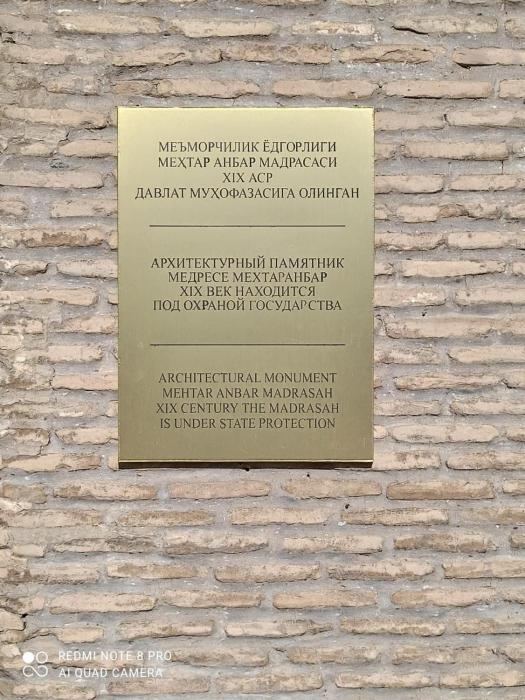 МЕЪМОРЧИЛИК ЁДГОРЛИГИ
МЕҲТАР АНБАР МАДРАСАСИ
XIX АСР
ДАВЛАТ МУҲОФАЗАСИГА ОЛИНГАН
АРХИТЕКТУРНЫЙ ПАМЯТНИК
МЕДРЕСЕ МЕХТАРАНБАР
XIX ВЕК НАХОДИТСЯ
ПОД ОХРАНОЙ ГОСУДАРСТВА
ARCHITECTURAL MONUMENT
MEHTAR ANBAR MADRASAH
XIX CENTURY THE MADRASAH
IS UNDER STATE PROTECTION
REDMI NOTE 8 PRO
AI QUAD CAMERA